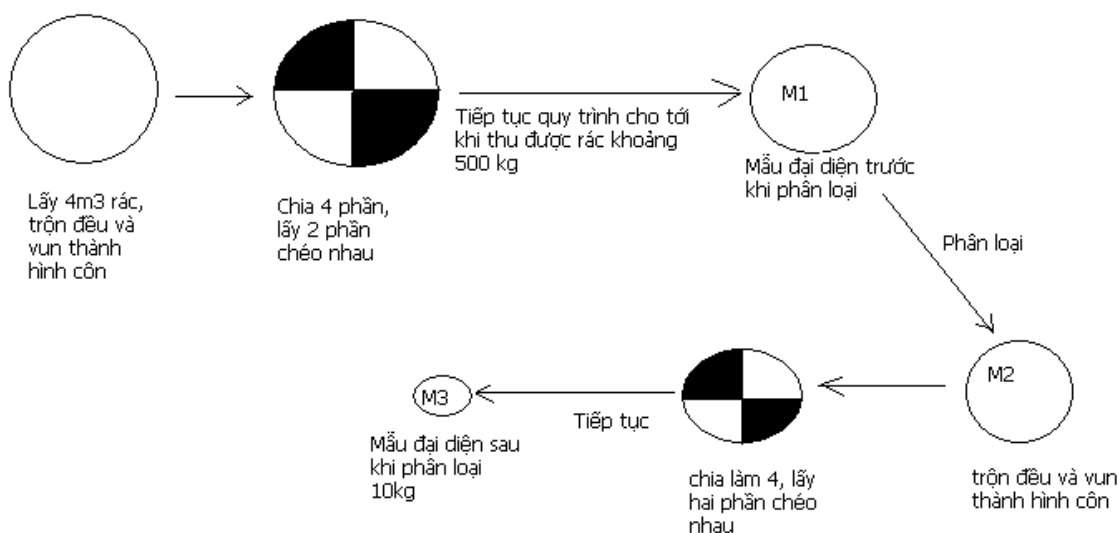 Lấy 4m3 rác,
trộn đều và
vun thành
hình côn
Chia 4 phần,
lấy 2 phần
chéo nhau
Tiếp tục quy trình cho tới
khi thu được rác khoảng
500 kg
M1
Mẫu đại diện trước
khi phân loại
Phân loại
M2
trộn đều và vun
thành hình côn
chia làm 4, lấy
hai phần chéo
nhau
Tiếp tục
M3
Mẫu đại diện sau
khi phân loại
10kg